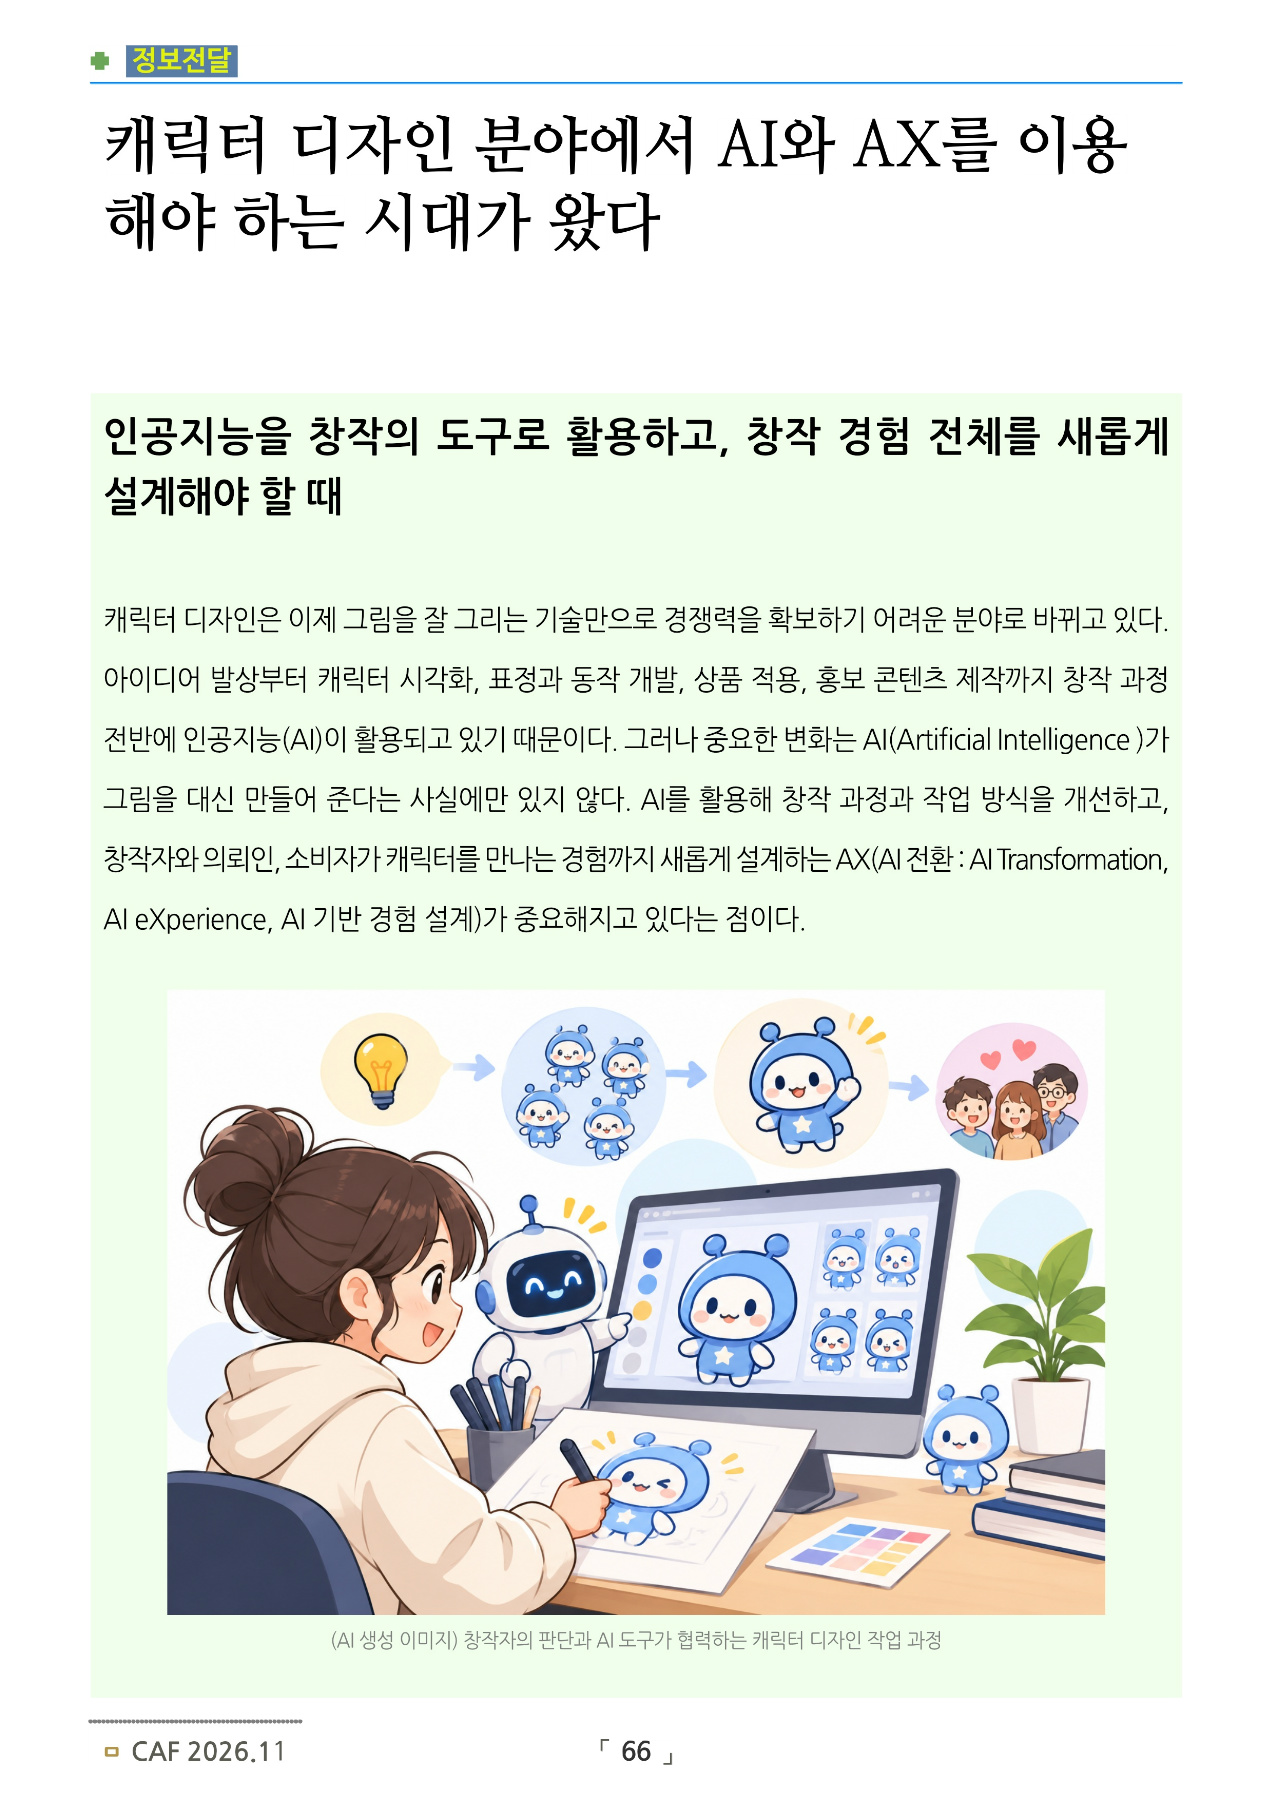 정보전달
캐릭터 디자인 분야에서 AI와 AX를 이용
해야 하는 시대가 왔다
인공지능을 창작의 도구로 활용하고, 창작 경험 전체를 새롭게
설계해야 할 때
캐릭터 디자인은 이제 그림을 잘 그리는 기술만으로 경쟁력을 확보하기 어려운 분야로 바뀌고 있다.
아이디어 발상부터 캐릭터 시각화, 표정과 동작 개발, 상품 적용, 홍보 콘텐츠 제작까지 창작 과정
전반에 인공지능(AI)이 활용되고 있기 때문이다. 그러나 중요한 변화는 AI(Artificial Intelligence )가
그림을 대신 만들어 준다는 사실에만 있지 않다. AI를 활용해 창작 과정과 작업 방식을 개선하고,
창작자와 의뢰인, 소비자가 캐릭터를 만나는 경험까지 새롭게 설계하는 AX(AI 전환 : AI Transformation,
AI eXperience, AI 기반 경험 설계)가 중요해지고 있다는 점이다.
(AI 생성 이미지) 창작자의 판단과 AI 도구가 협력하는 캐릭터 디자인 작업 과정
CAF 2026.11
「 66 」